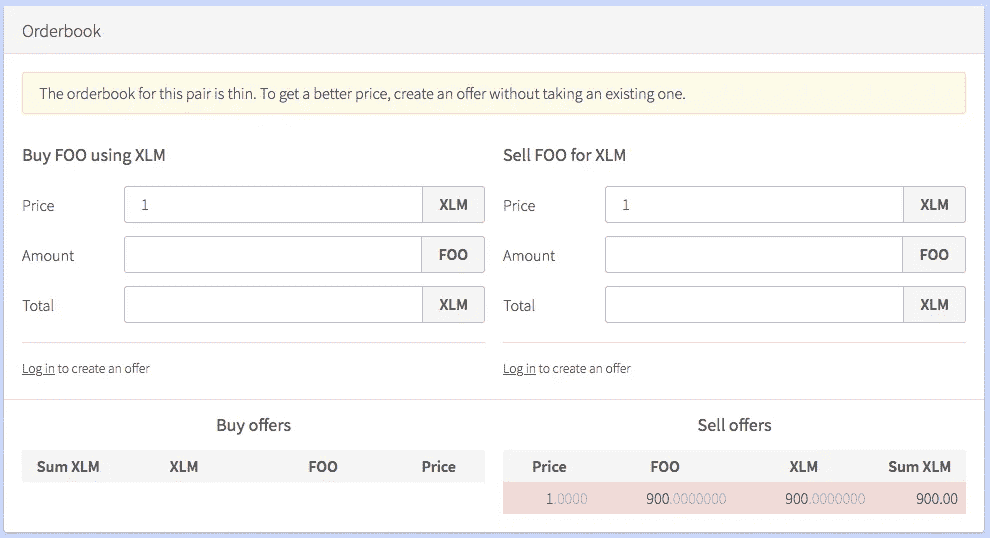 Orderbook
The orderbook for this pair is thin. To get a better price, create an offer without taking an existing one.
Buy FOO using XLM
Price 1 XLM
Amount FOO
Total XLM
Log in to create an offer
Sell FOO for XLM
Price 1 XLM
Amount FOO
Total XLM
Log in to create an offer
Buy offers
Sum XLM XLM FOO Price
Sell offers
Price FOO XLM Sum XLM
1.0000 900.0000000 900.0000000 900.00